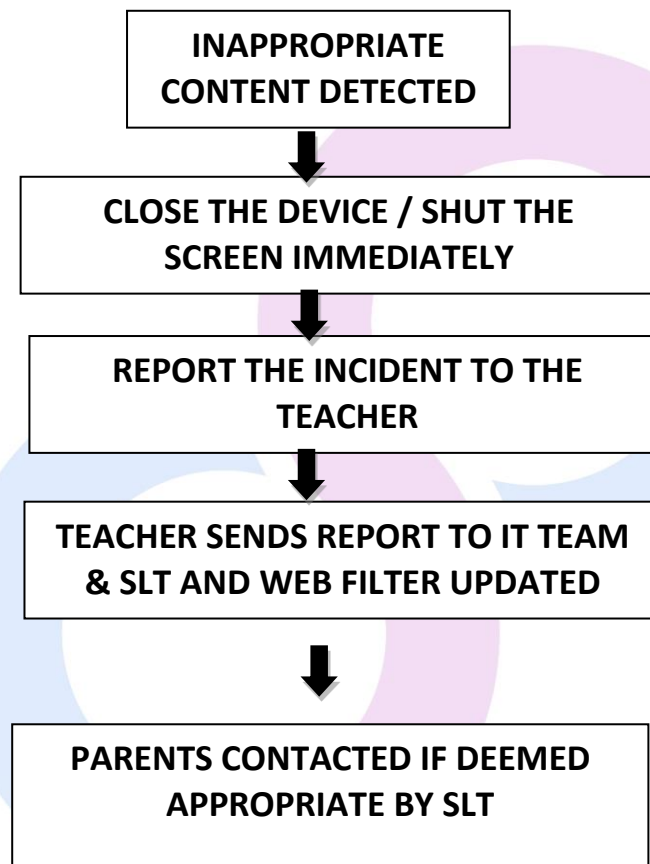 INAPPROPRIATE
CONTENT DETECTED
CLOSE THE DEVICE / SHUT THE
SCREEN IMMEDIATELY
REPORT THE INCIDENT TO THE
TEACHER
TEACHER SENDS REPORT TO IT TEAM
& SLT AND WEB FILTER UPDATED
PARENTS CONTACTED IF DEEMED
APPROPRIATE BY SLT